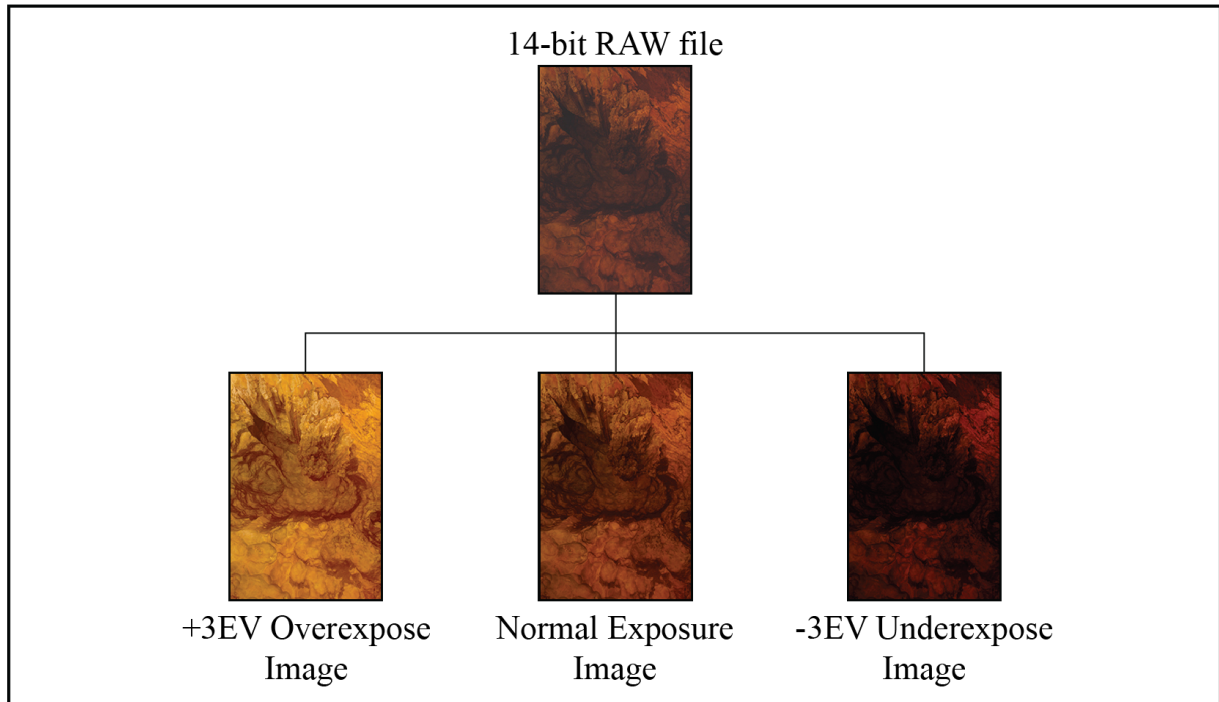 14-bit RAW file
+3EV Overexpose
Image
Normal Exposure
Image
-3EV Underexpose
Image